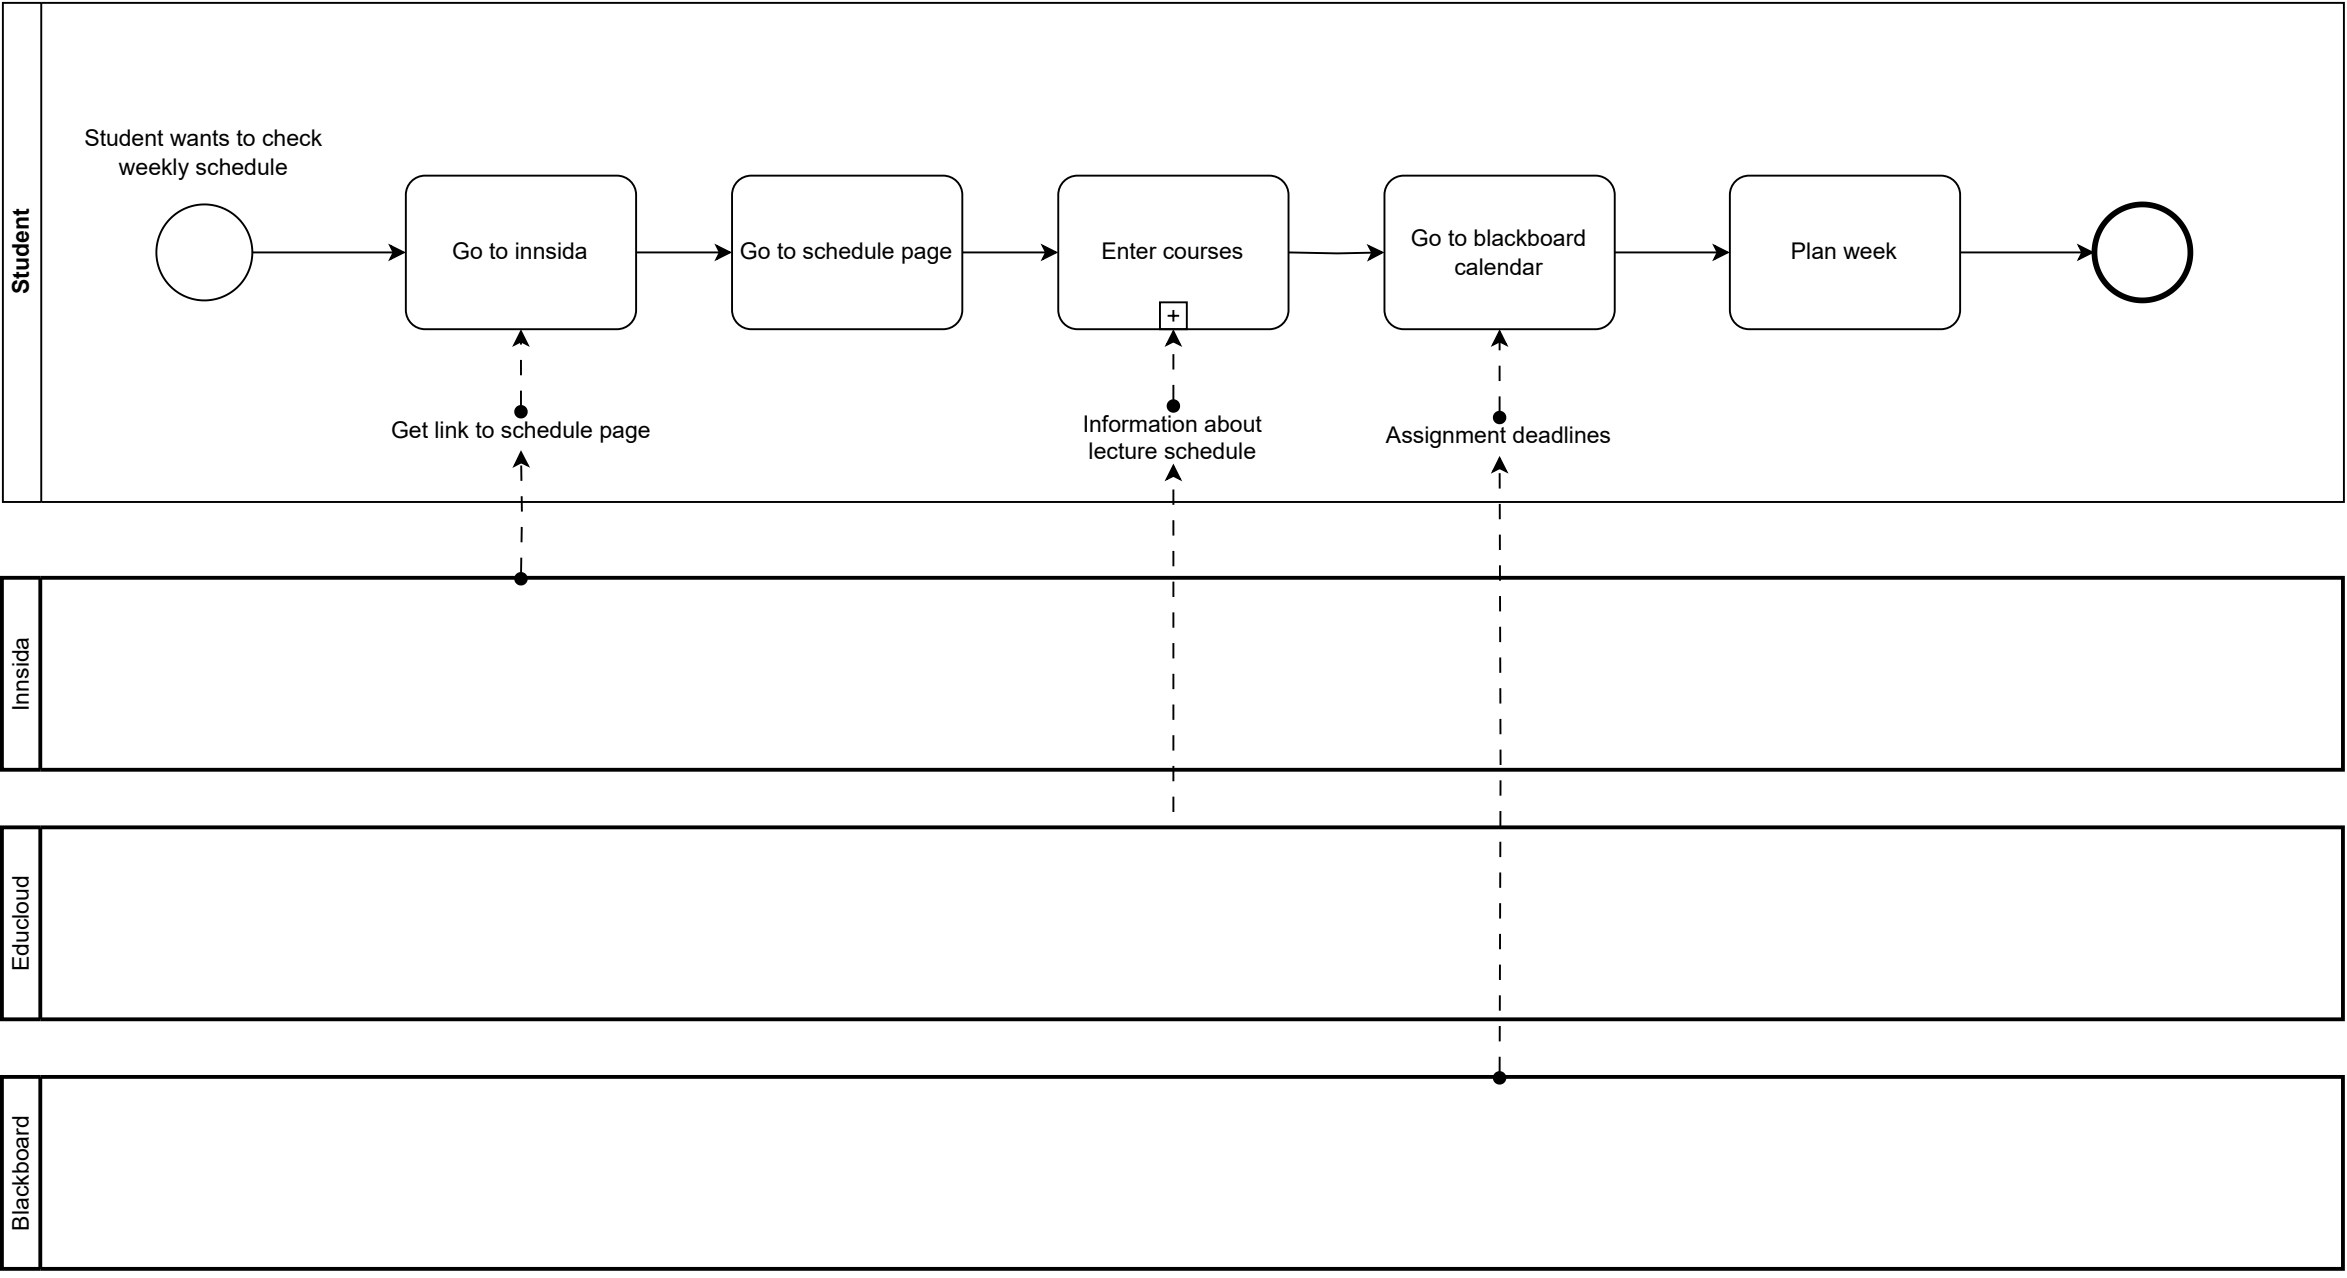 Student
Student wants to check
weekly schedule
Go to innsida
Go to schedule page
Enter courses
Go to blackboard
calendar
Plan week
Get link to schedule page
Information about
lecture schedule
Assignment deadlines
Innsida
Educloud
Blackboard